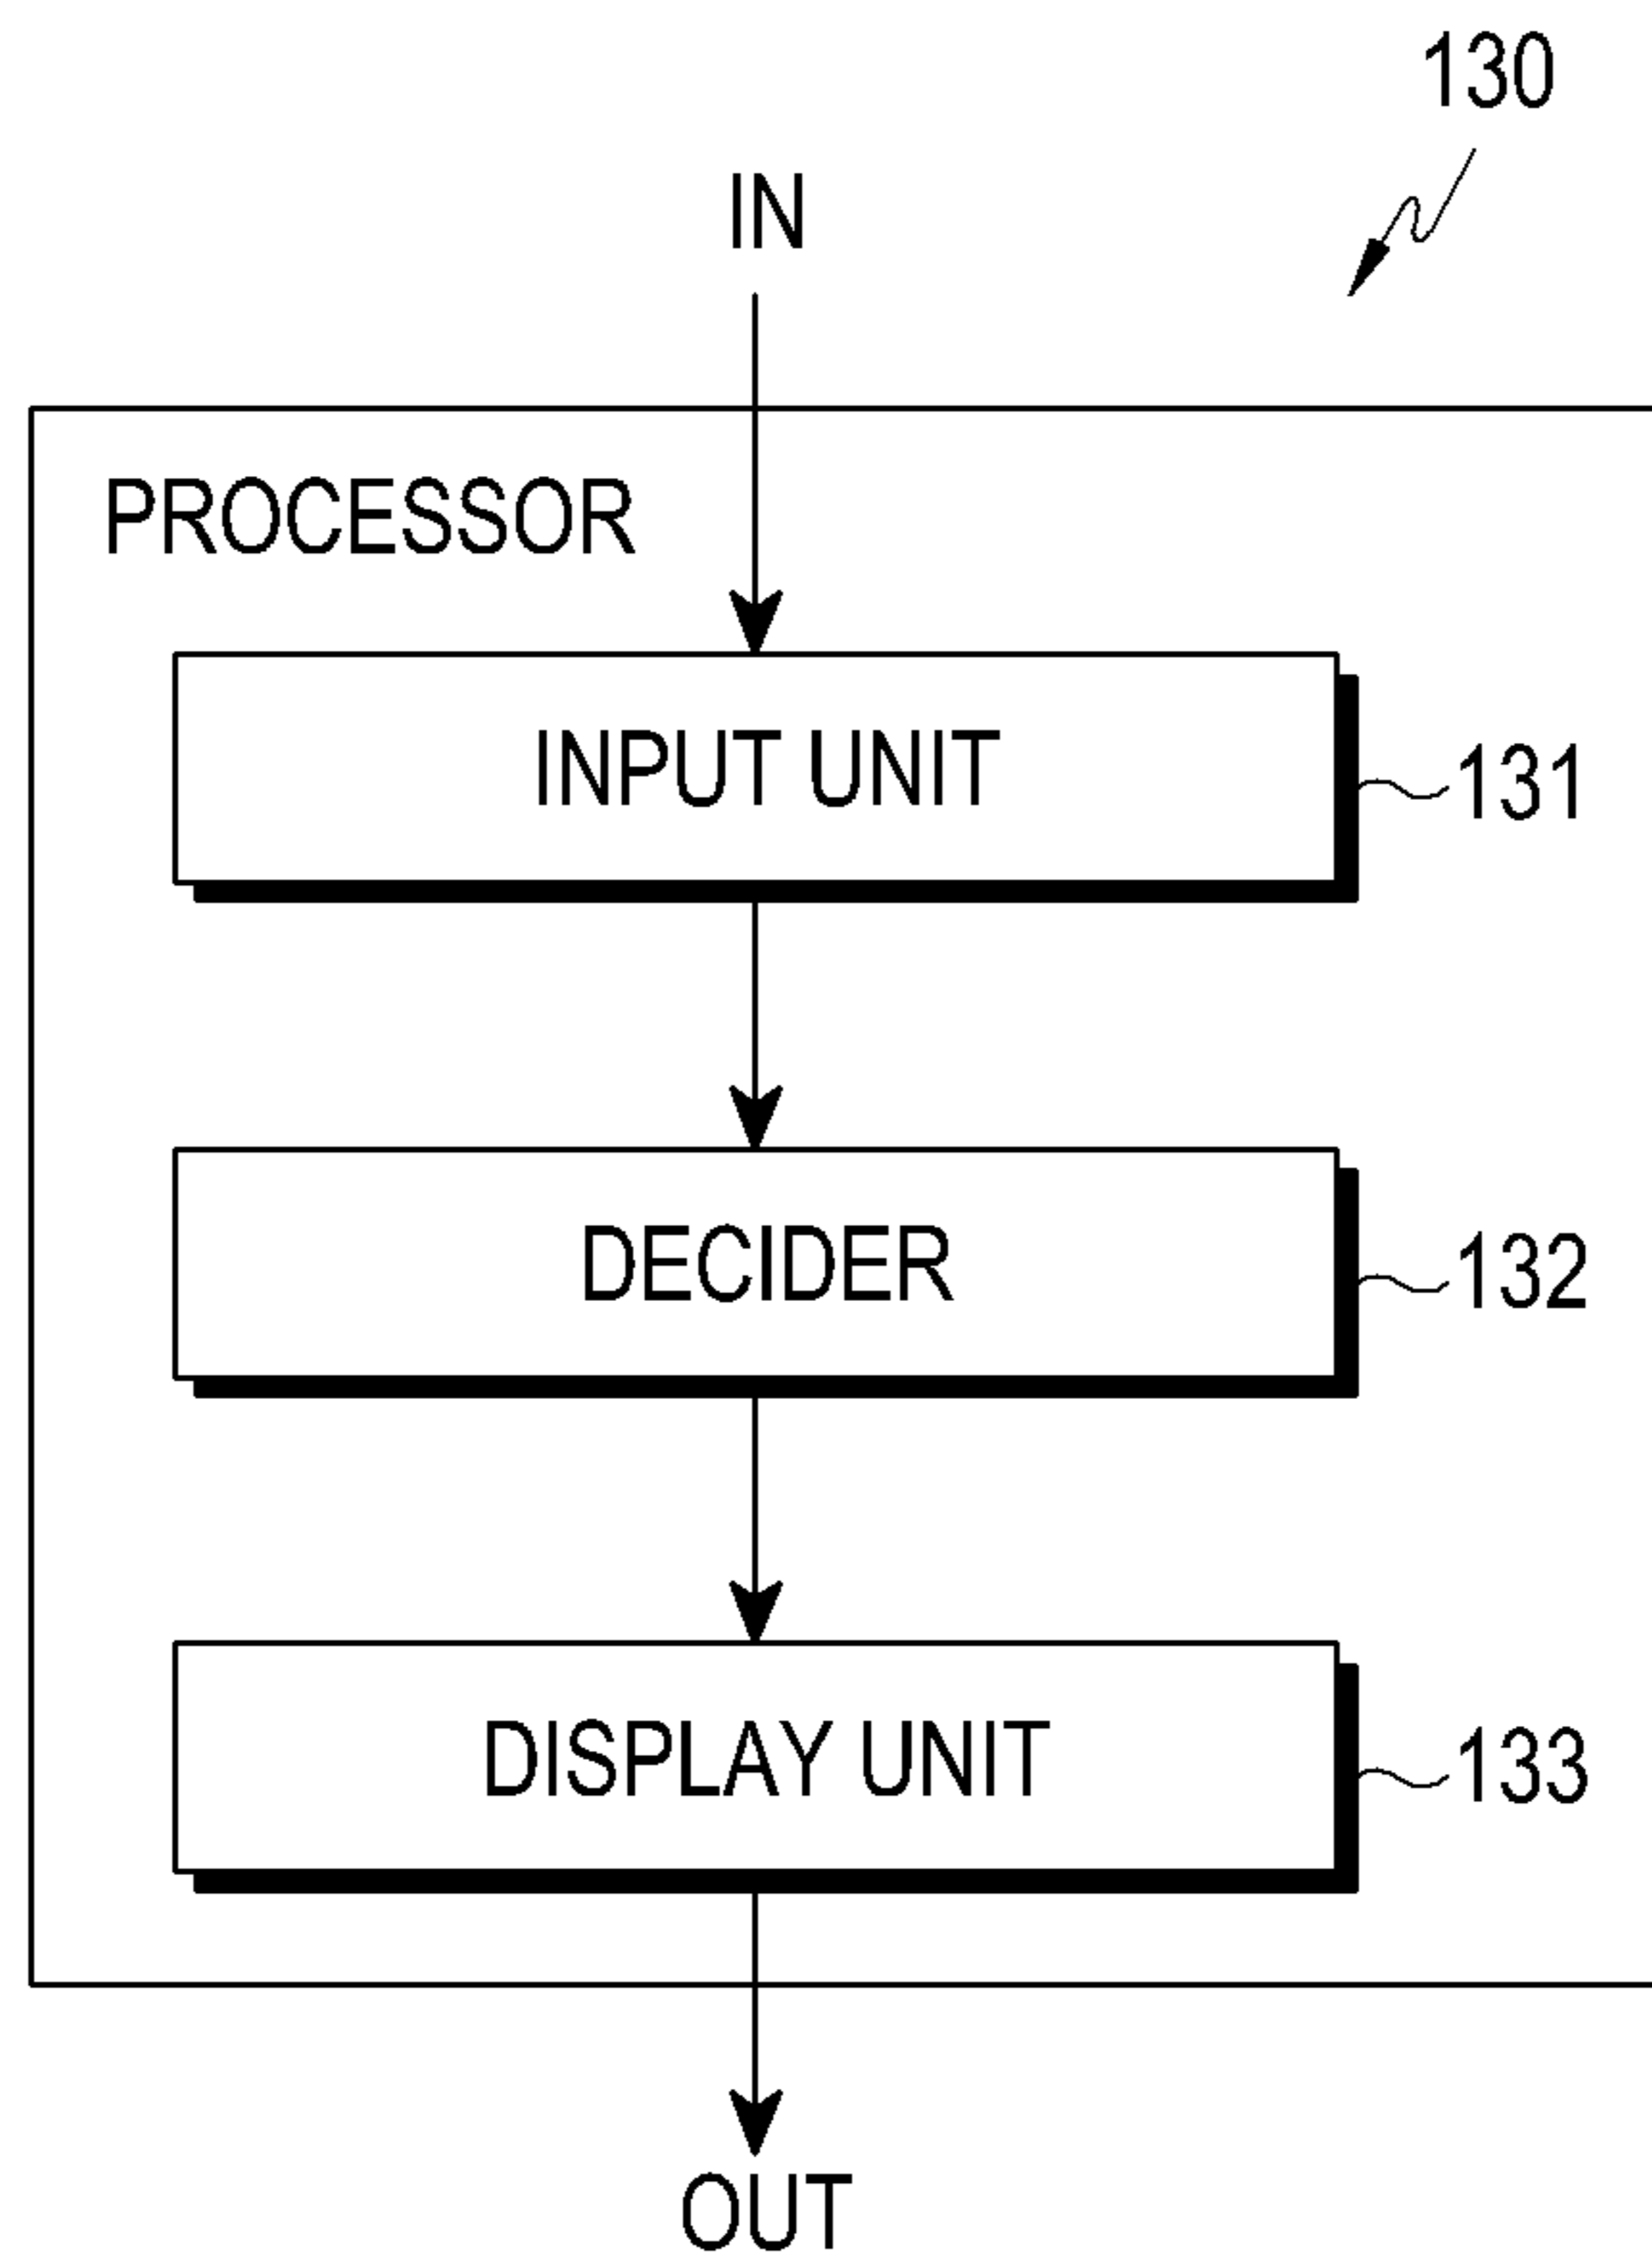 130
IN
PROCESSOR
INPUT UNIT
131
DECIDER
132
DISPLAY UNIT
133
OUT